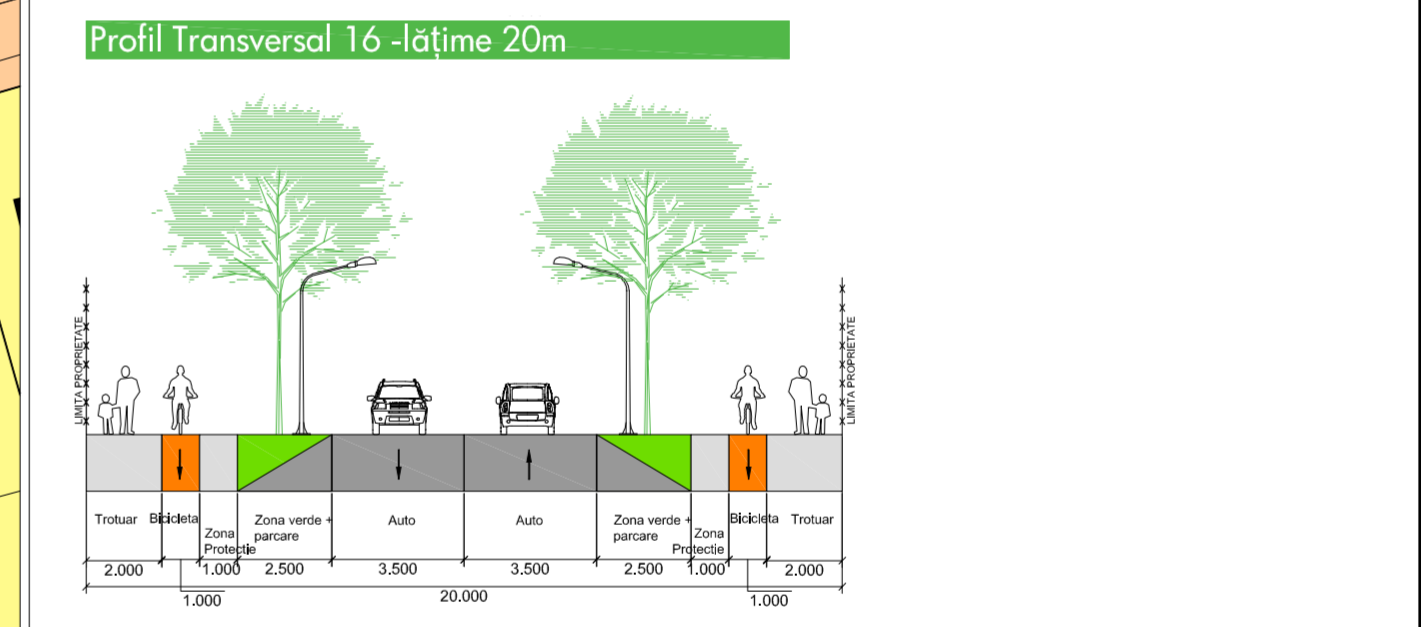 Profil Transversal 16 -lățime 20m
LIMITA PROPRIETATE
LIMITA PROPRIETATE
Trotuar
Bicicleta
Zona
Protectie
Zona verde +
parcare
Auto
Auto
Zona verde +
parcare
Zona
Protectie
Bicicleta
Trotuar
2.000
1.000
2.500
3.500
3.500
2.500
1.000
2.000
1.000
20.000
1.000